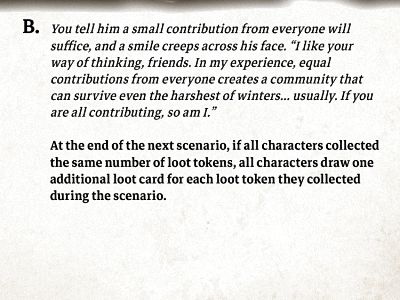 B. You tell him a small contribution from everyone will
suffice, and a smile creeps across his face. “I like your
way of thinking, friends. In my experience, equal
contributions from everyone creates a community that
can survive even the harshest of winters... usually. If you
are all contributing, so am I.”
At the end of the next scenario, if all characters collected
the same number of loot tokens, all characters draw one
additional loot card for each loot token they collected
during the scenario.